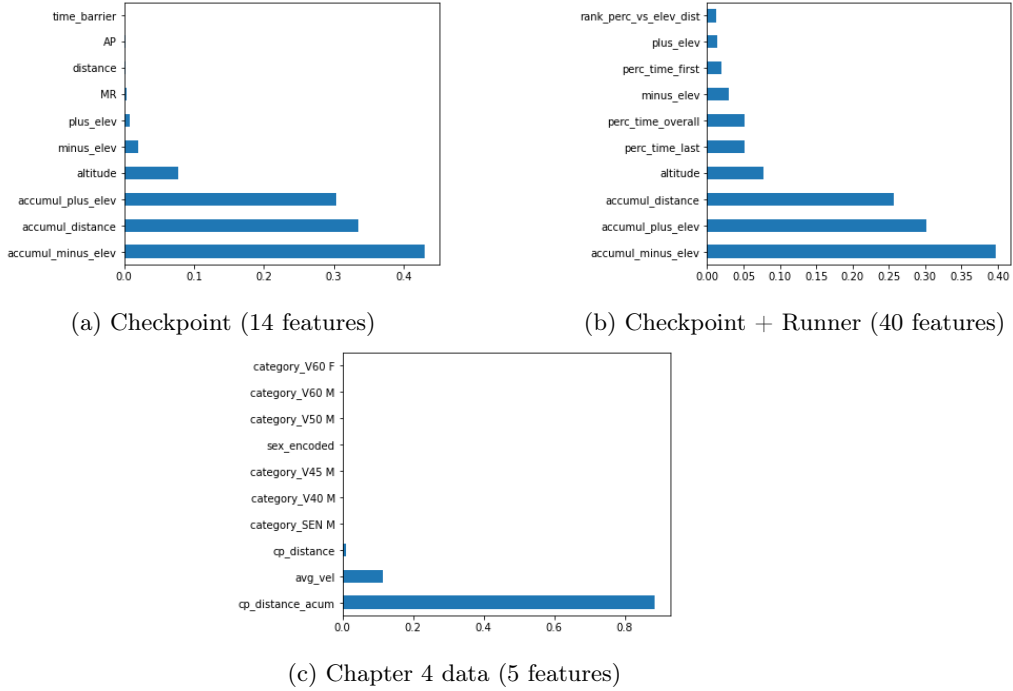 time_barrier
AP
distance
MR
plus_elev
minus_elev
altitude
accumul_plus_elev
accumul_distance
accumul_minus_elev
0.0 0.1 0.2 0.3 0.4
(a) Checkpoint (14 features)
rank_perc_vs_elev_dist
plus_elev
perc_time_first
minus_elev
perc_time_overall
perc_time_last
altitude
accumul_distance
accumul_plus_elev
accumul_minus_elev
0.00 0.05 0.10 0.15 0.20 0.25 0.30 0.35 0.40
(b) Checkpoint + Runner (40 features)
category_V60 F
category_V60 M
category_V50 M
sex_encoded
category_V45 M
category_V40 M
category_SEN M
cp_distance
avg_vel
cp_distance_acum
0.0 0.2 0.4 0.6 0.8
(c) Chapter 4 data (5 features)